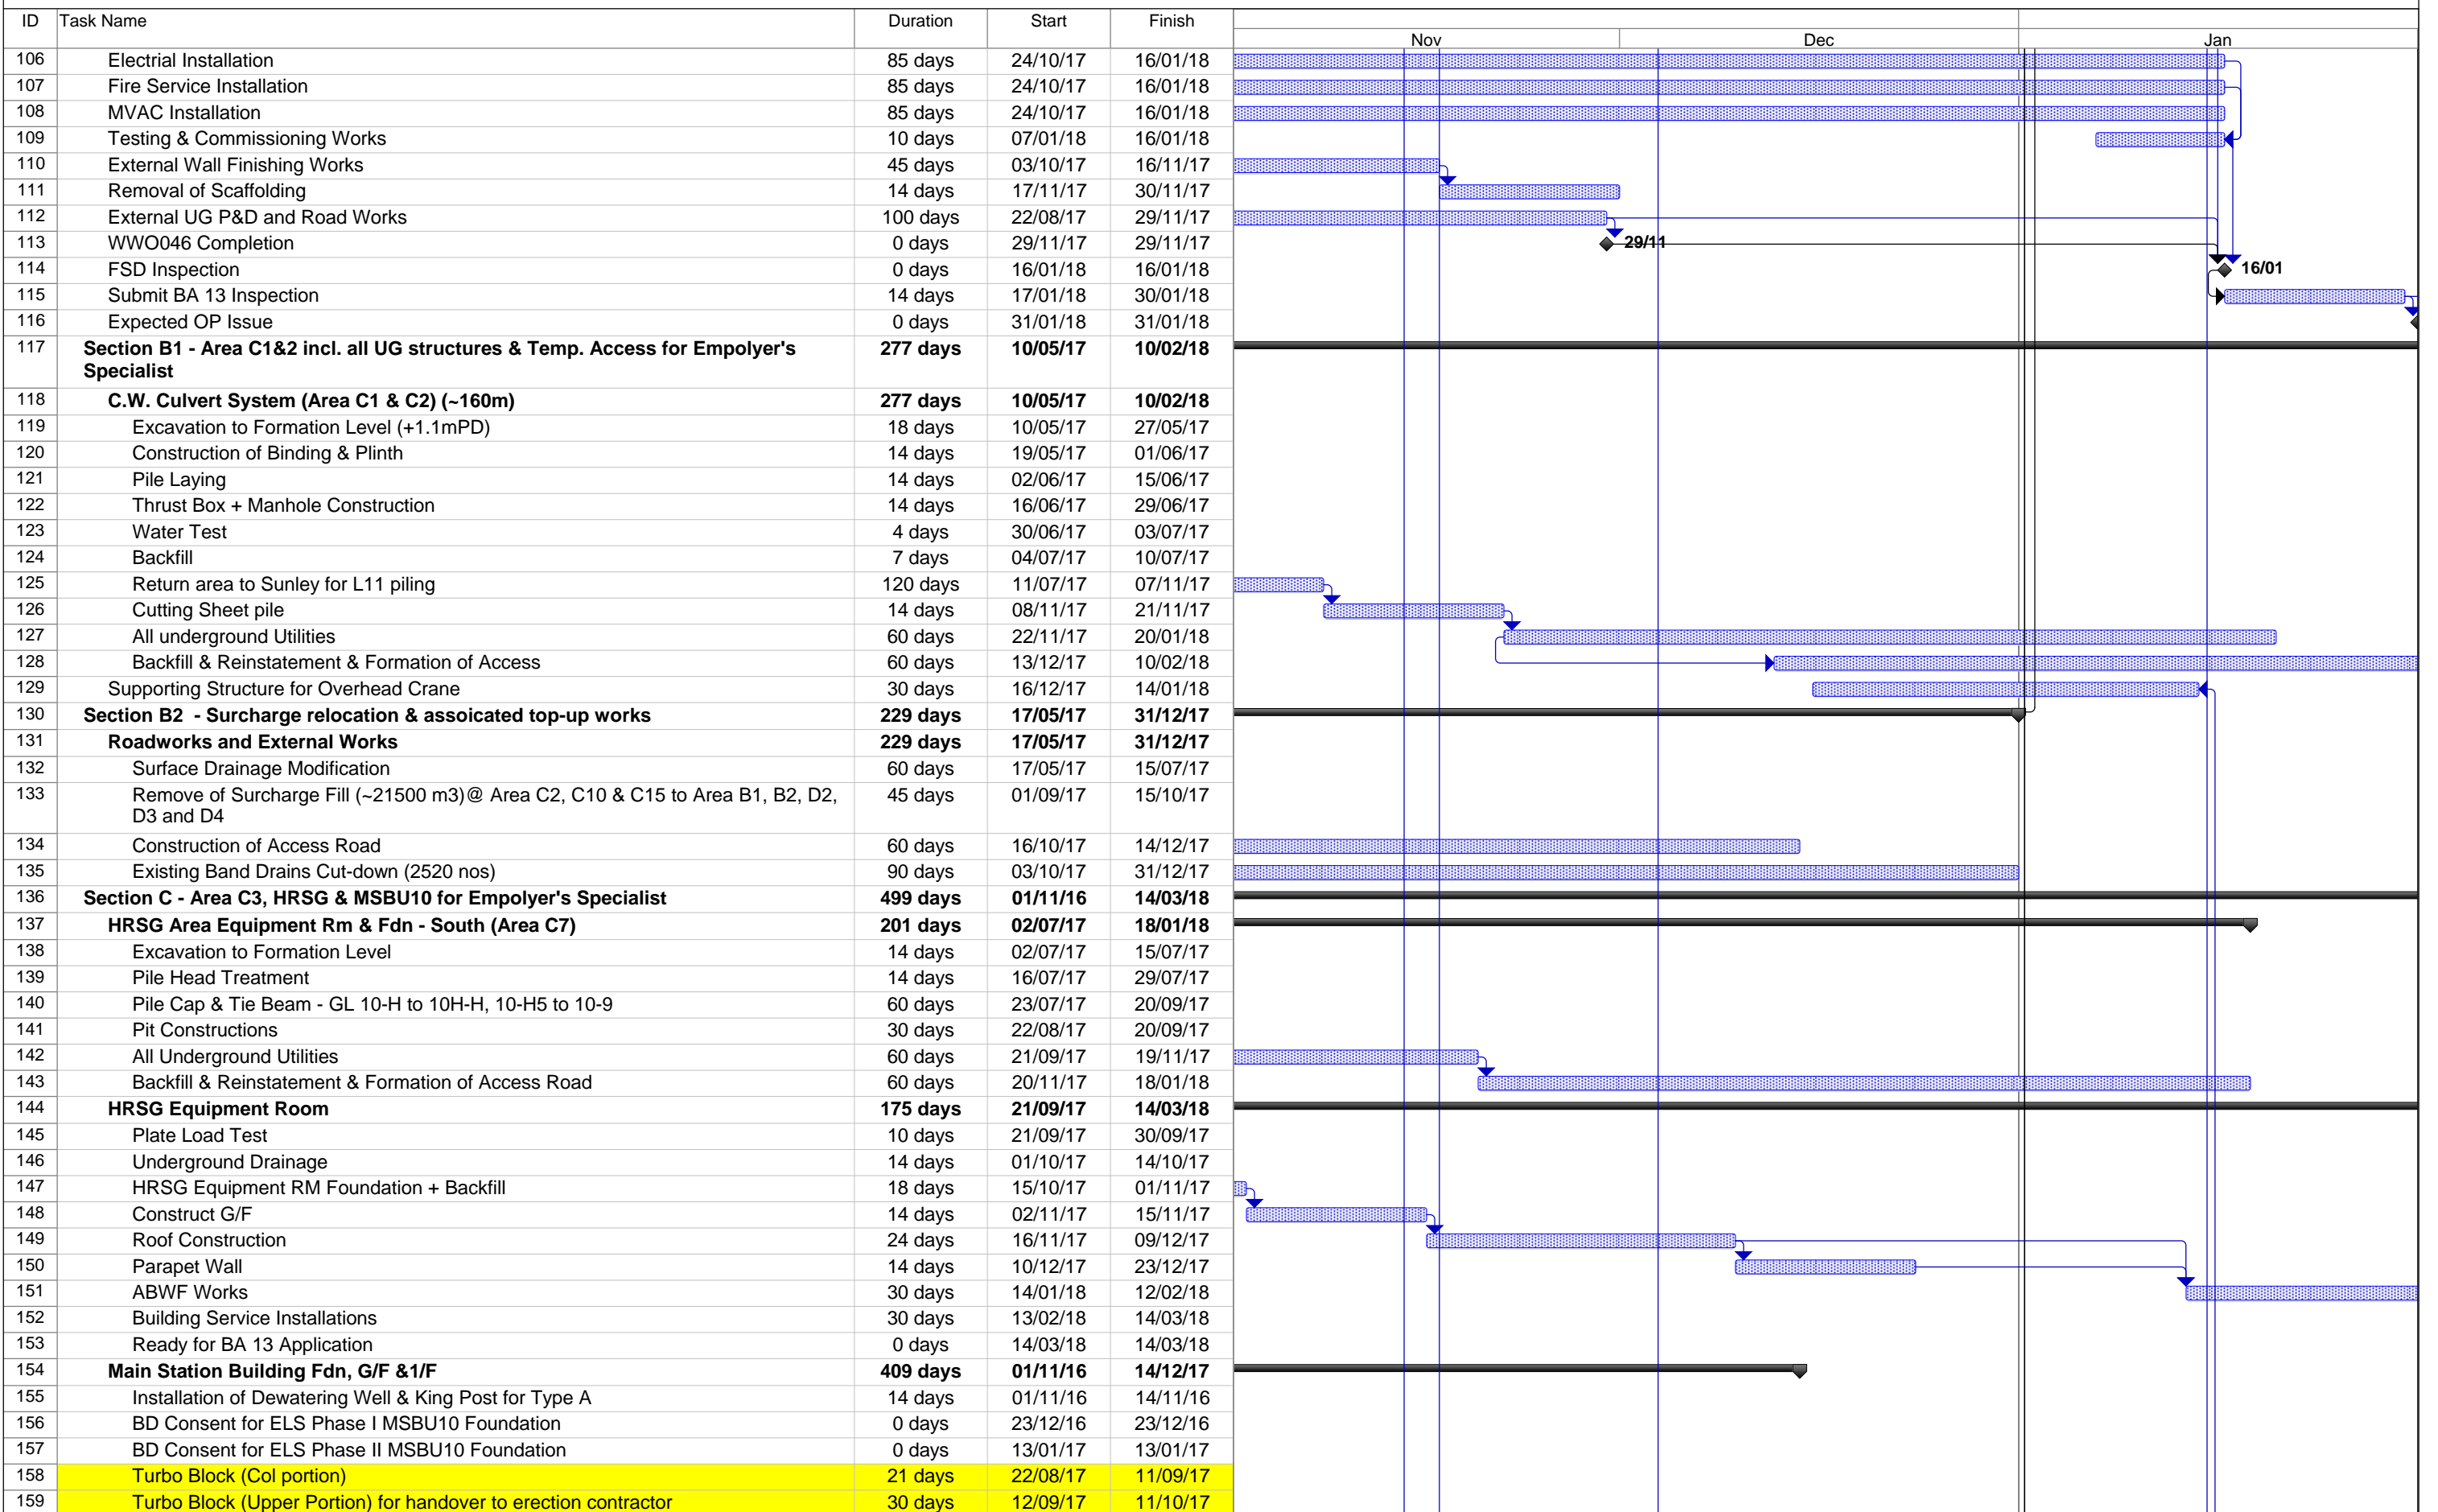 ID Task Name Duration Start Finish
Nov Dec Jan
106 Electrial Installation 85 days 24/10/17 16/01/18
107 Fire Service Installation 85 days 24/10/17 16/01/18
108 MVAC Installation 85 days 24/10/17 16/01/18
109 Testing & Commissioning Works 10 days 07/01/18 16/01/18
110 External Wall Finishing Works 45 days 03/10/17 16/11/17
111 Removal of Scaffolding 14 days 17/11/17 30/11/17
112 External UG P&D and Road Works 100 days 22/08/17 29/11/17
113 WWO046 Completion 0 days 29/11/17 29/11/17 29/11
114 FSD Inspection 0 days 16/01/18 16/01/18 16/01
115 Submit BA 13 Inspection 14 days 17/01/18 30/01/18
116 Expected OP Issue 0 days 31/01/18 31/01/18
117 Section B1 - Area C1&2 incl. all UG structures & Temp. Access for Empolyer's 277 days 10/05/17 10/02/18
Specialist
118 C.W. Culvert System (Area C1 & C2) (~160m) 277 days 10/05/17 10/02/18
119 Excavation to Formation Level (+1.1mPD) 18 days 10/05/17 27/05/17
120 Construction of Binding & Plinth 14 days 19/05/17 01/06/17
121 Pile Laying 14 days 02/06/17 15/06/17
122 Thrust Box + Manhole Construction 14 days 16/06/17 29/06/17
123 Water Test 4 days 30/06/17 03/07/17
124 Backfill 7 days 04/07/17 10/07/17
125 Return area to Sunley for L11 piling 120 days 11/07/17 07/11/17
126 Cutting Sheet pile 14 days 08/11/17 21/11/17
127 All underground Utilities 60 days 22/11/17 20/01/18
128 Backfill & Reinstatement & Formation of Access 60 days 13/12/17 10/02/18
129 Supporting Structure for Overhead Crane 30 days 16/12/17 14/01/18
130 Section B2 - Surcharge relocation & assoicated top-up works 229 days 17/05/17 31/12/17
131 Roadworks and External Works 229 days 17/05/17 31/12/17
132 Surface Drainage Modification 60 days 17/05/17 15/07/17
133 Remove of Surcharge Fill (~21500 m3)@ Area C2, C10 & C15 to Area B1, B2, D2, 45 days 01/09/17 15/10/17
D3 and D4
134 Construction of Access Road 60 days 16/10/17 14/12/17
135 Existing Band Drains Cut-down (2520 nos) 90 days 03/10/17 31/12/17
136 Section C - Area C3, HRSG & MSBU10 for Empolyer's Specialist 499 days 01/11/16 14/03/18
137 HRSG Area Equipment Rm & Fdn - South (Area C7) 201 days 02/07/17 18/01/18
138 Excavation to Formation Level 14 days 02/07/17 15/07/17
139 Pile Head Treatment 14 days 16/07/17 29/07/17
140 Pile Cap & Tie Beam - GL 10-H to 10H-H, 10-H5 to 10-9 60 days 23/07/17 20/09/17
141 Pit Constructions 30 days 22/08/17 20/09/17
142 All Underground Utilities 60 days 21/09/17 19/11/17
143 Backfill & Reinstatement & Formation of Access Road 60 days 20/11/17 18/01/18
144 HRSG Equipment Room 175 days 21/09/17 14/03/18
145 Plate Load Test 10 days 21/09/17 30/09/17
146 Underground Drainage 14 days 01/10/17 14/10/17
147 HRSG Equipment RM Foundation + Backfill 18 days 15/10/17 01/11/17
148 Construct G/F 14 days 02/11/17 15/11/17
149 Roof Construction 24 days 16/11/17 09/12/17
150 Parapet Wall 14 days 10/12/17 23/12/17
151 ABWF Works 30 days 14/01/18 12/02/18
152 Building Service Installations 30 days 13/02/18 14/03/18
153 Ready for BA 13 Application 0 days 14/03/18 14/03/18
154 Main Station Building Fdn, G/F &1/F 409 days 01/11/16 14/12/17
155 Installation of Dewatering Well & King Post for Type A 14 days 01/11/16 14/11/16
156 BD Consent for ELS Phase I MSBU10 Foundation 0 days 23/12/16 23/12/16
157 BD Consent for ELS Phase II MSBU10 Foundation 0 days 13/01/17 13/01/17
158 Turbo Block (Col portion) 21 days 22/08/17 11/09/17
159 Turbo Block (Upper Portion) for handover to erection contractor 30 days 12/09/17 11/10/17